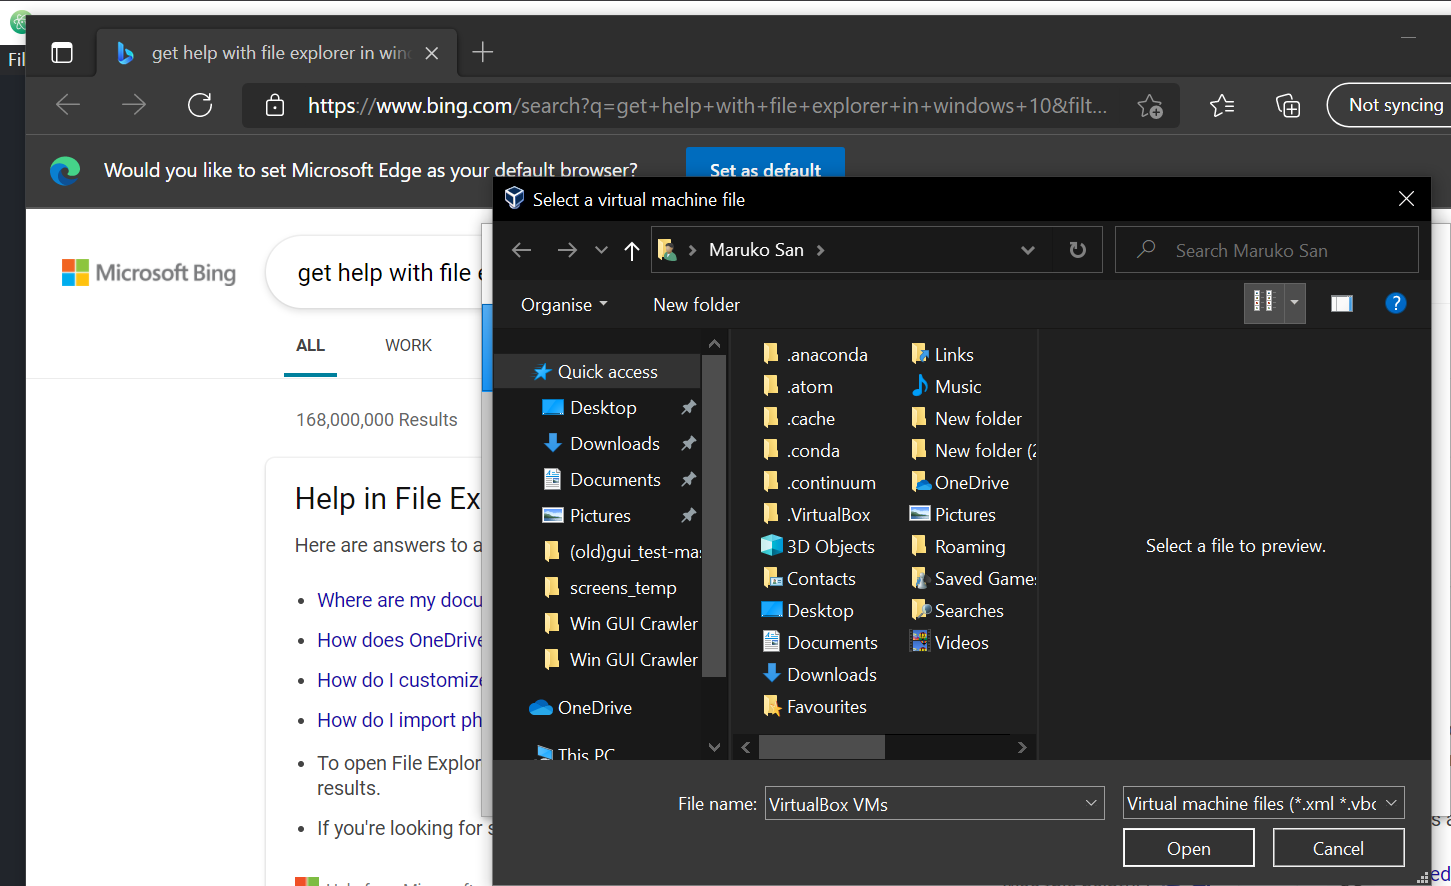 Fil
get help with file explorer in wind
https://www.bing.com/search?q=get+help+with+file+explorer+in+windows+10&filt...
Not syncing
Would you like to set Microsoft Edge as your default browser?
Set as default
Microsoft Bing
get help with file e
ALL
WORK
168,000,000 Results
Help in File Ex
Here are answers to a
Where are my docu
How does OneDrive
How do I customize
How do I import ph
To open File Explor
results.
If you're looking for s
Select a virtual machine file
Maruko San
Search Maruko San
Organise
New folder
Quick access
Desktop
Downloads
Documents
Pictures
(old)gui_test-mas
screens_temp
Win GUI Crawler
Win GUI Crawler
OneDrive
This PC
.anaconda
.atom
.cache
.conda
.continuum
.VirtualBox
3D Objects
Contacts
Desktop
Documents
Downloads
Favourites
Links
Music
New folder
New folder (2
OneDrive
Pictures
Roaming
Saved Games
Searches
Videos
Select a file to preview.
File name:
VirtualBox VMs
Virtual machine files (*.xml *.vbo
Open
Cancel